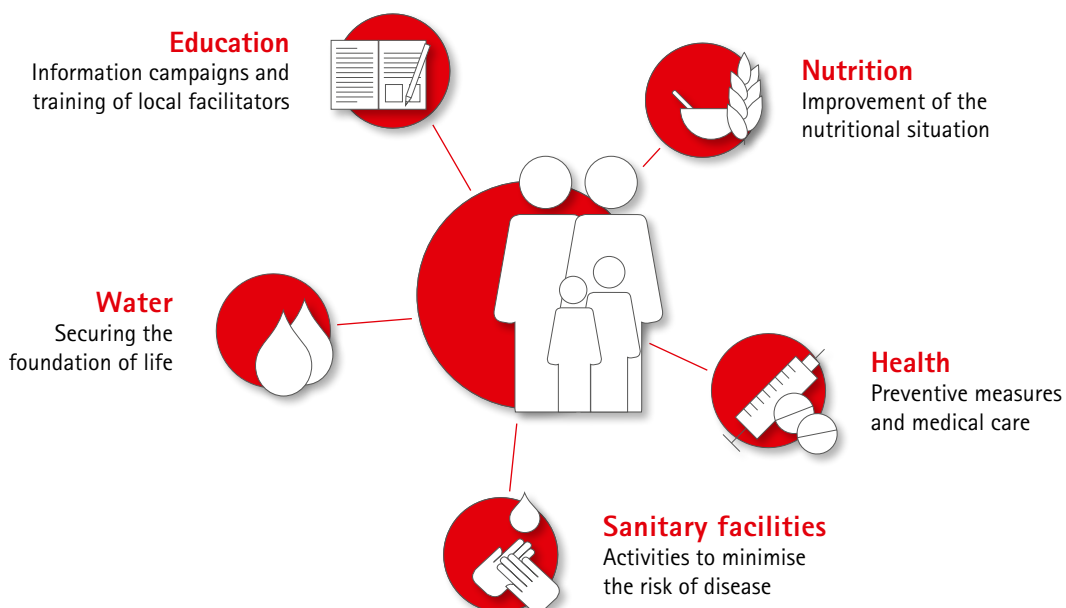 Education
Information campaigns and
training of local facilitators
Nutrition
Improvement of the
nutritional situation
Water
Securing the
foundation of life
Health
Preventive measures
and medical care
Sanitary facilities
Activities to minimise
the risk of disease